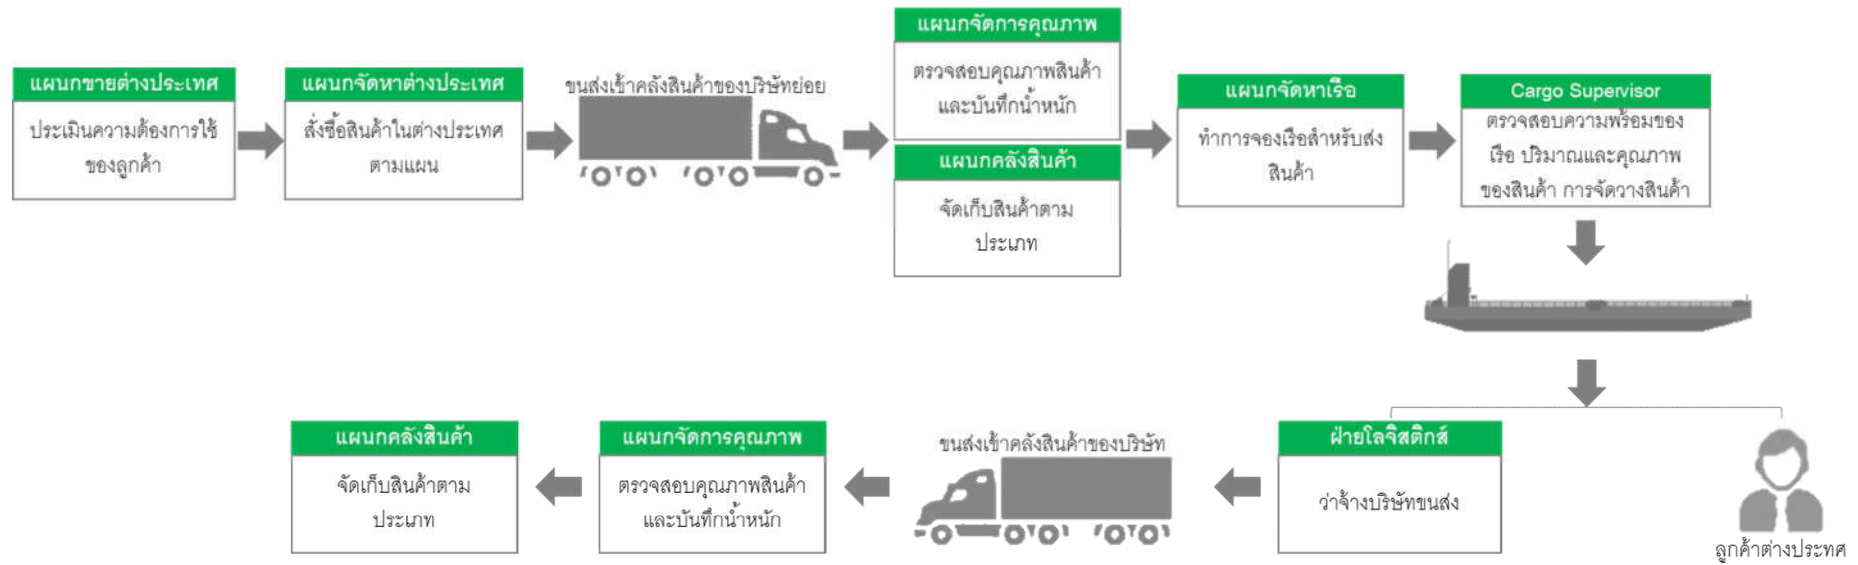 แผนกขายต่างประเทศ
ประเมินความต้องการใช้
ของลูกค้า
แผนกจัดหาต่างประเทศ
สั่งซื้อสินค้าในต่างประเทศ
ตามแผน
ขนส่งเข้าคลังสินค้าของบริษัทย่อย
แผนกจัดการคุณภาพ
ตรวจสอบคุณภาพสินค้า
และบันทึกน้ำหนัก
แผนกคลังสินค้า
จัดเก็บสินค้าตาม
ประเภท
แผนกจัดหาเรือ
ทำการจองเรือสำหรับส่ง
สินค้า
Cargo Supervisor
ตรวจสอบความพร้อมของ
เรือ ปริมาณและคุณภาพ
ของสินค้า การจัดวางสินค้า
ลูกค้าต่างประทศ
ฝ่ายโลจิสติกส์
ว่าจ้างบริษัทขนส่ง
ขนส่งเข้าคลังสินค้าของบริษัท
แผนกจัดการคุณภาพ
ตรวจสอบคุณภาพสินค้า
และบันทึกน้ำหนัก
แผนกคลังสินค้า
จัดเก็บสินค้าตาม
ประเภท